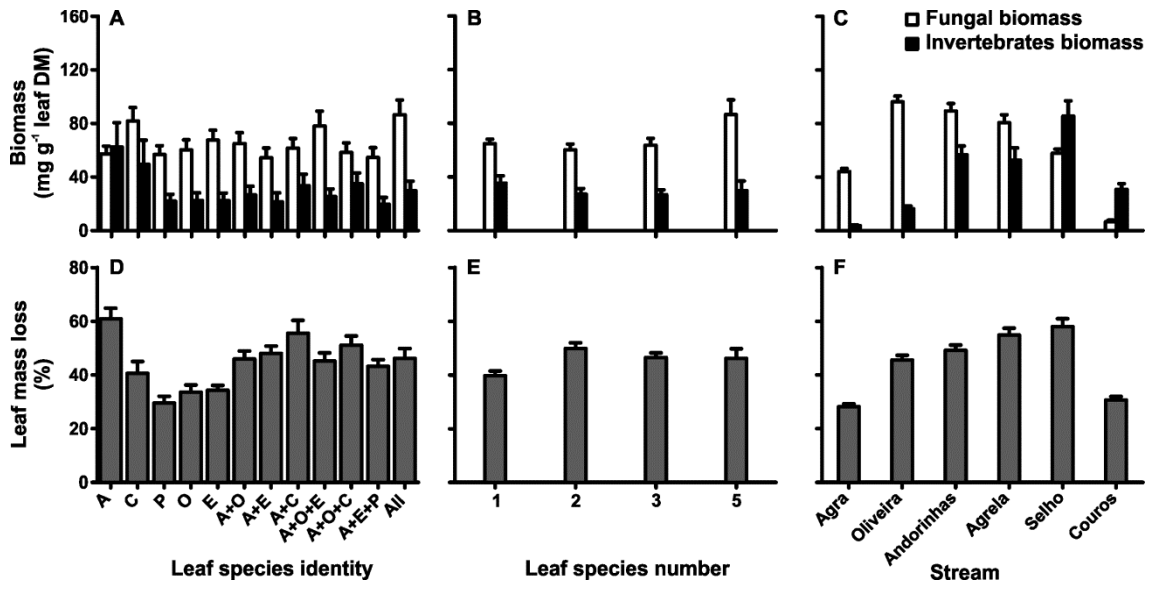 A
B
C
Fungal biomass
Invertebrates biomass
Biomass
(mg g⁻¹ leaf DM)
160
120
80
40
0
D
E
F
Leaf mass loss
(%)
80
60
40
20
0
A
C
P
O
E
A+O
A+E
A+C
A+O+E
A+O+C
A+E+P
All
1
2
3
5
Agra
Oliveira
Andorinhas
Agrela
Selho
Couros
Leaf species identity
Leaf species number
Stream